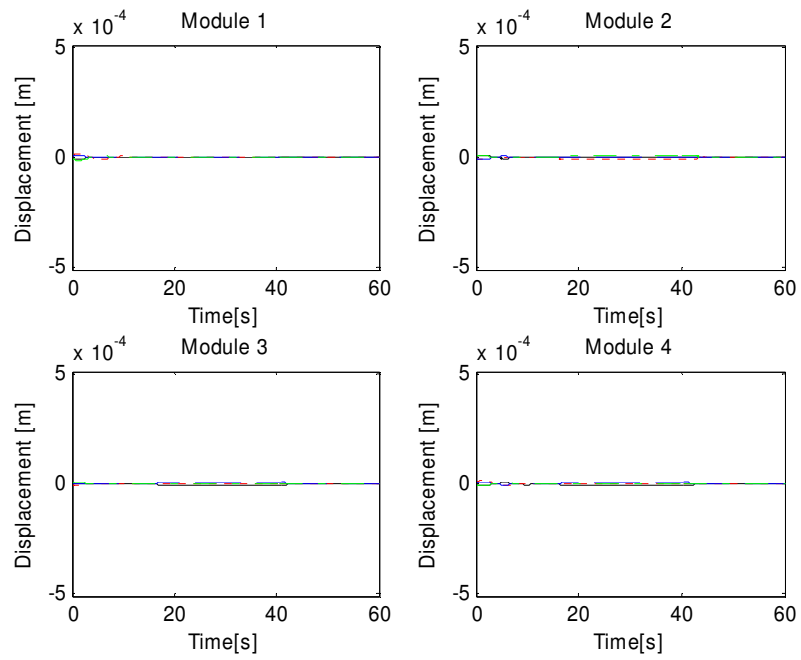 x 10^-4 Module 1
5
0
-5
Displacement [m]
0 20 40 60
Time[s]
x 10^-4 Module 2
5
0
-5
Displacement [m]
0 20 40 60
Time[s]
x 10^-4 Module 3
5
0
-5
Displacement [m]
0 20 40 60
Time[s]
x 10^-4 Module 4
5
0
-5
Displacement [m]
0 20 40 60
Time[s]